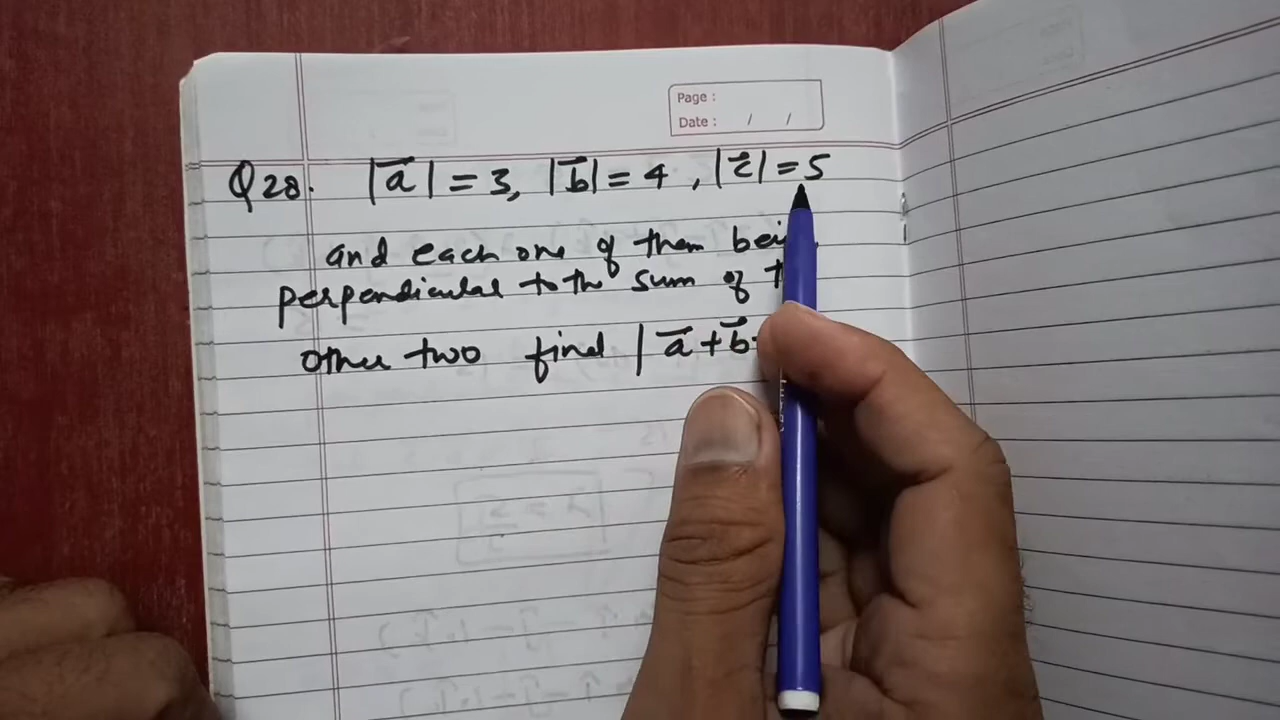 Page :
Date : / /
Q28. |a⃗| = 3, |b⃗| = 4, |c⃗| = 5
and each one of them
perpendicular to the sum of
other two find |a⃗ + b⃗